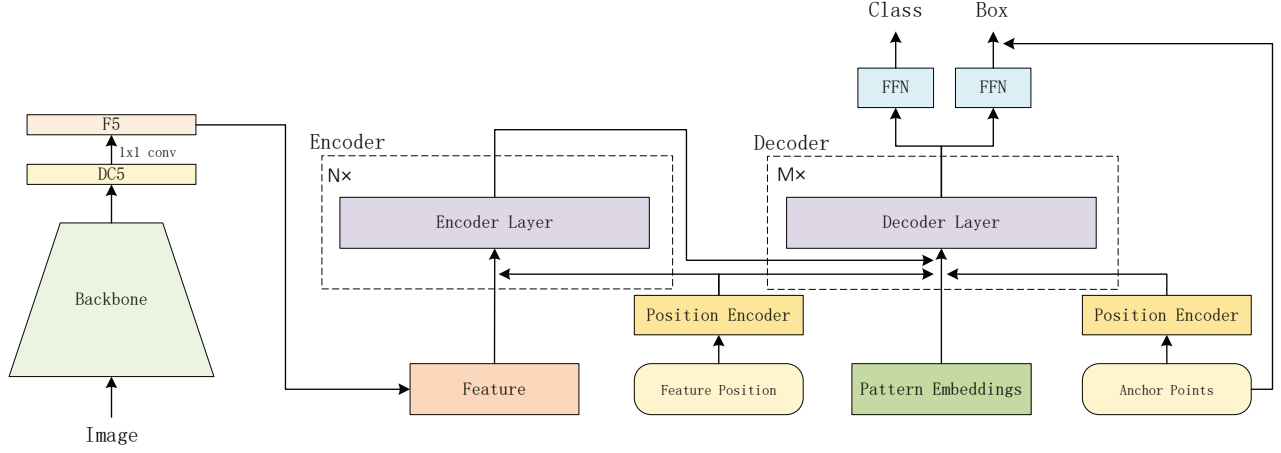 Class
Box
FFN
FFN
F5
1x1 conv
DC5
Backbone
Image
Encoder
N×
Encoder Layer
Decoder
M×
Decoder Layer
Position Encoder
Position Encoder
Feature
Feature Position
Pattern Embeddings
Anchor Points